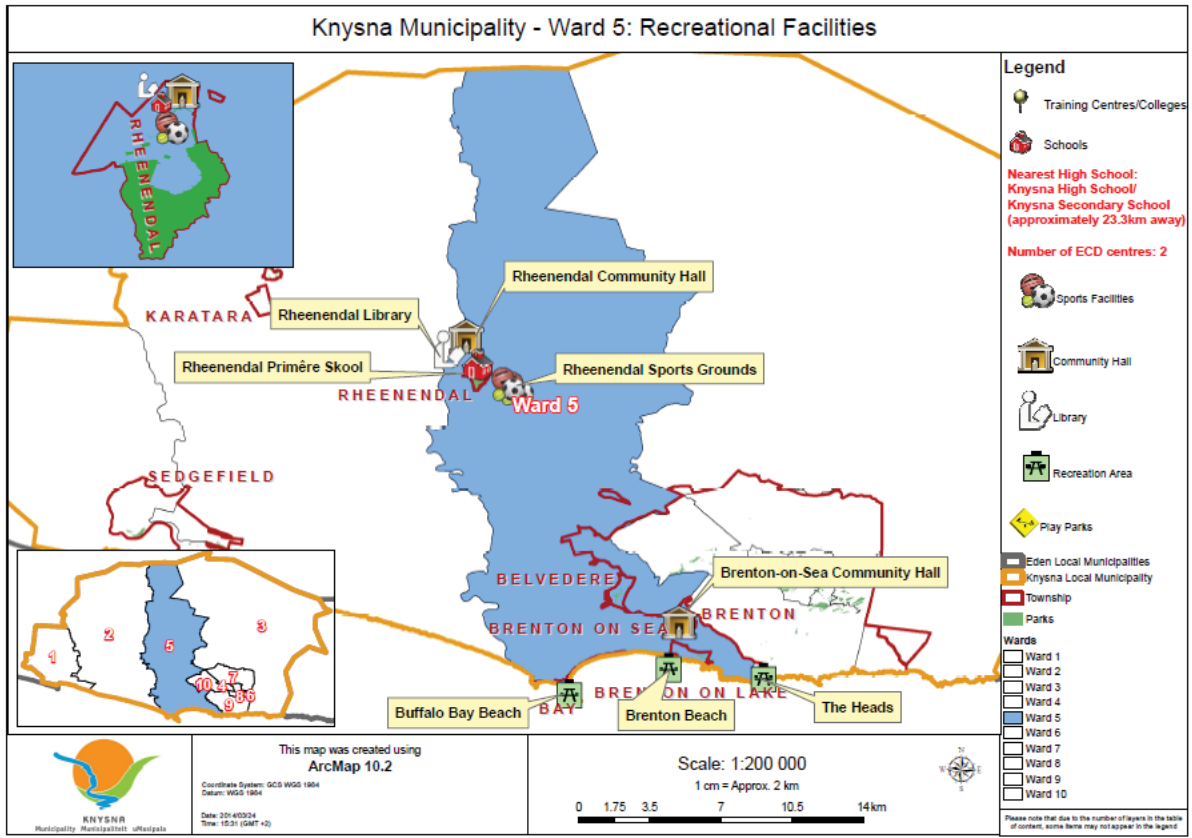 Knysna Municipality - Ward 5: Recreational Facilities
RHEENENDAL
Rheenendal Community Hall
KARATARA
Rheenendal Library
Rheenendal Primêre Skool
Rheenendal Sports Grounds
RHEENENDAL
Ward 5
SEDGEFIELD
BELVEDERE
Brenton-on-Sea Community Hall
BRENTON
BRENTON ON SEA
BRENTON ON LAKE
BAY
Buffalo Bay Beach
Brenton Beach
The Heads
1
2
5
3
10
4
7
8
6
9
Legend
Training Centres/Colleges
Schools
Nearest High School:
Knysna High School/
Knysna Secondary School
(approximately 23.3km away)
Number of ECD centres: 2
Sports Facilities
Community Hall
Library
Recreation Area
Play Parks
Eden Local Municipalities
Knysna Local Municipality
Township
Parks
Wards
Ward 1
Ward 2
Ward 3
Ward 4
Ward 5
Ward 6
Ward 7
Ward 8
Ward 9
Ward 10
KNYSNA
Municipality Munisipaliteit uMasipala
This map was created using
ArcMap 10.2
Coordinate System: GCS WGS 1984
Datum: WGS 1984
Date: 2014/03/24
Time: 15:31 (GMT +2)
Scale: 1:200 000
1 cm = Approx. 2 km
0 1.75 3.5 7 10.5 14 km
N
W E
S
Please note that due to the number of layers in the table
of content, some items may not appear in the legend